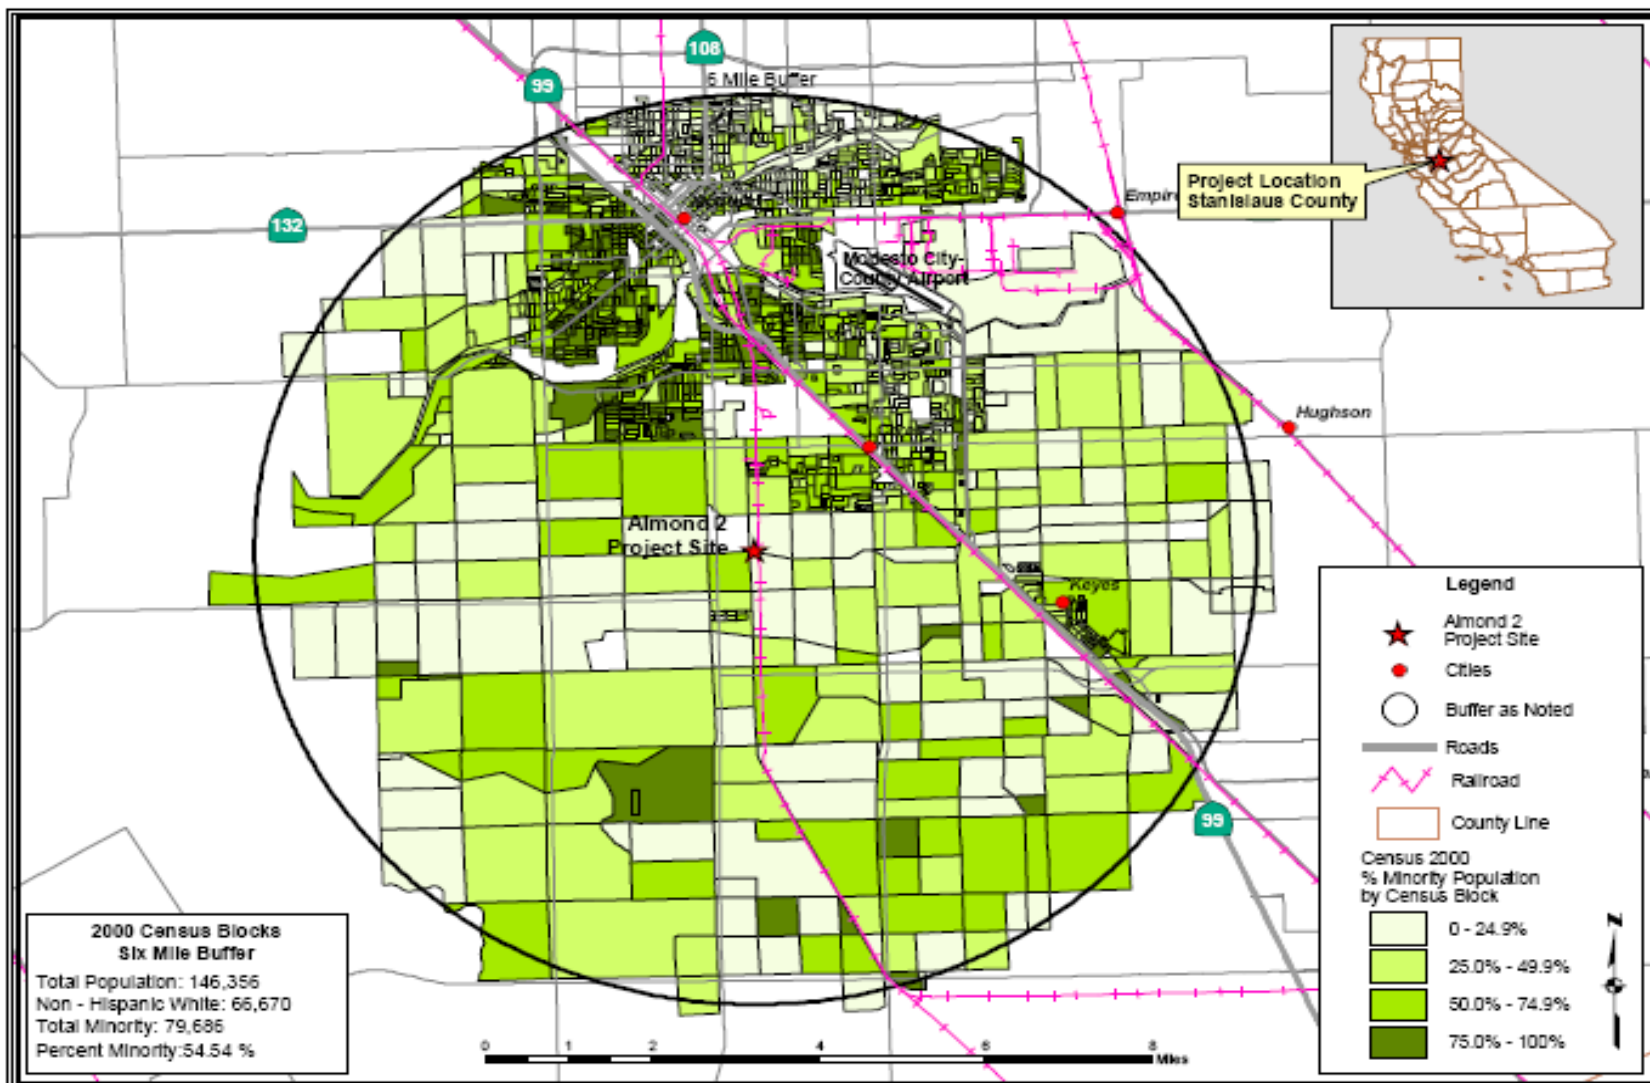 108
99
6 Mile Buffer
132
Empire
Project Location
Stanislaus County
Modesto City-
County Airport
Hughson
Almond 2
Project Site
Keyes
99
Legend
Almond 2
Project Site
Cities
Buffer as Noted
Roads
Railroad
County Line
Census 2000
% Minority Population
by Census Block
0 - 24.9%
25.0% - 49.9%
50.0% - 74.9%
75.0% - 100%
N
2000 Census Blocks
Six Mile Buffer
Total Population: 146,356
Non - Hispanic White: 66,670
Total Minority: 79,686
Percent Minority:54.54 %
0 1 2 4 6 8
Miles